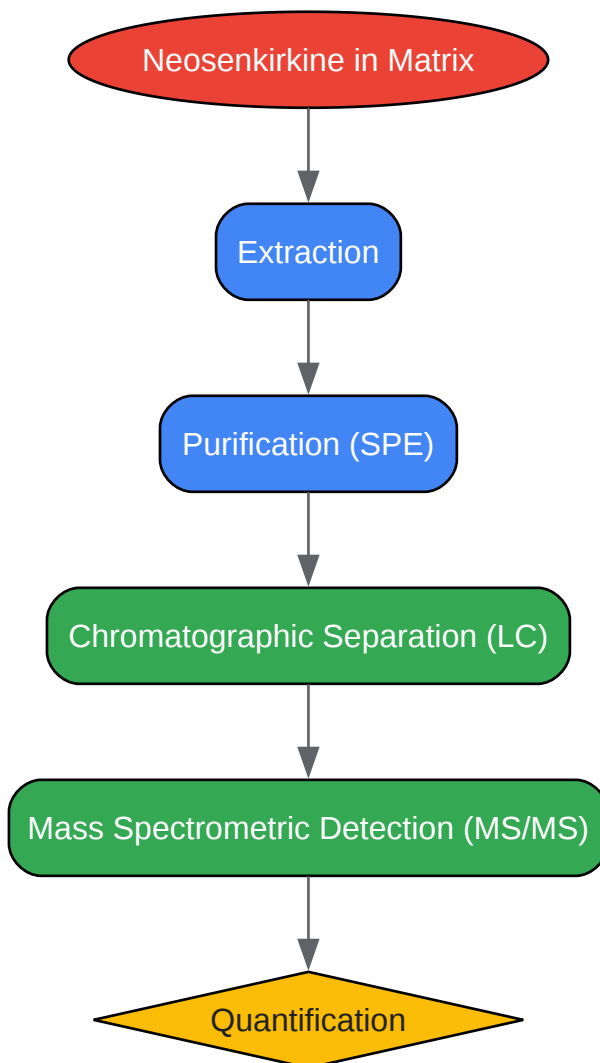 Neosenkirkine in Matrix
Extraction
Purification (SPE)
Chromatographic Separation (LC)
Mass Spectrometric Detection (MS/MS)
Quantification